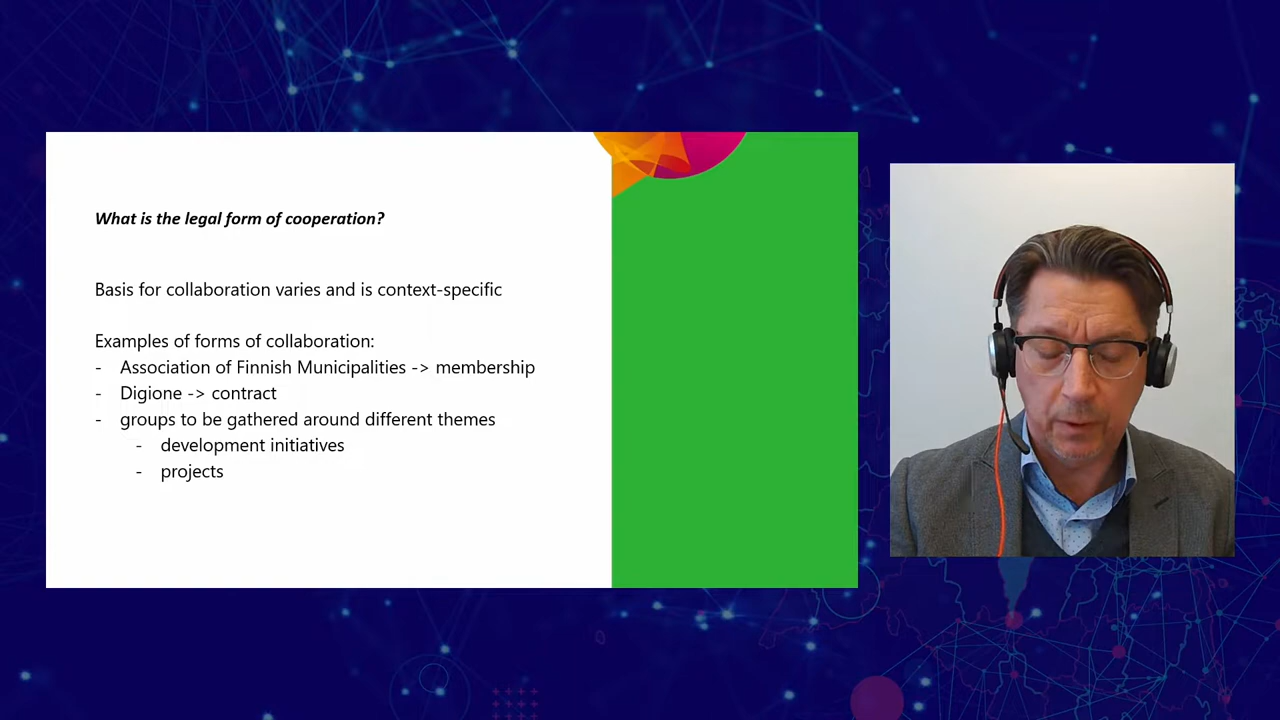 What is the legal form of cooperation?
Basis for collaboration varies and is context-specific
Examples of forms of collaboration:
- Association of Finnish Municipalities -> membership
- Digione -> contract
- groups to be gathered around different themes
- development initiatives
- projects